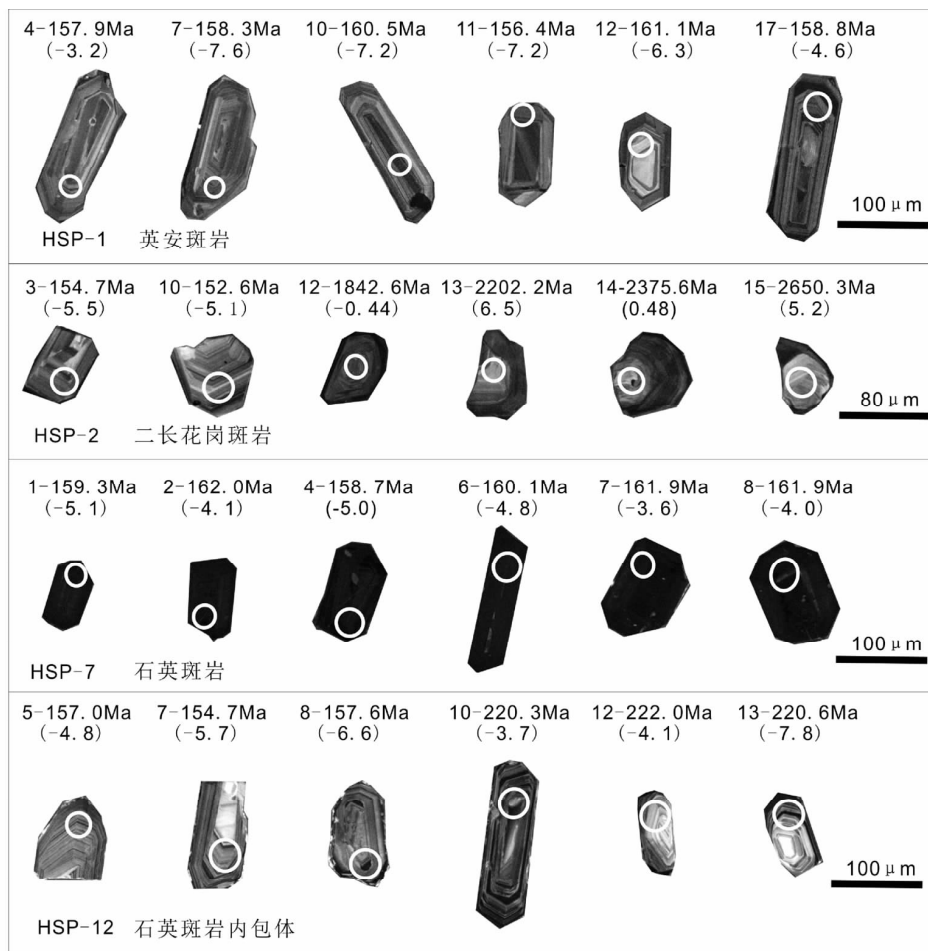 4-157.9Ma 7-158.3Ma 10-160.5Ma 11-156.4Ma 12-161.1Ma 17-158.8Ma
(-3.2) (-7.6) (-7.2) (-7.2) (-6.3) (-4.6)
100μm
HSP-1 英安斑岩
3-154.7Ma 10-152.6Ma 12-1842.6Ma 13-2202.2Ma 14-2375.6Ma 15-2650.3Ma
(-5.5) (-5.1) (-0.44) (6.5) (0.48) (5.2)
80μm
HSP-2 二长花岗斑岩
1-159.3Ma 2-162.0Ma 4-158.7Ma 6-160.1Ma 7-161.9Ma 8-161.9Ma
(-5.1) (-4.1) (-5.0) (-4.8) (-3.6) (-4.0)
100μm
HSP-7 石英斑岩
5-157.0Ma 7-154.7Ma 8-157.6Ma 10-220.3Ma 12-222.0Ma 13-220.6Ma
(-4.8) (-5.7) (-6.6) (-3.7) (-4.1) (-7.8)
100μm
HSP-12 石英斑岩内包体